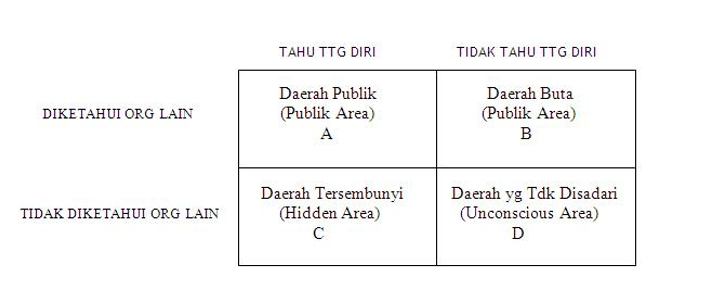 TAHU TTG DIRI
TIDAK TAHU TTG DIRI
DIKETAHUI ORG LAIN
Daerah Publik
(Publik Area)
A
Daerah Buta
(Publik Area)
B
TIDAK DIKETAHUI ORG LAIN
Daerah Tersembunyi
(Hidden Area)
C
Daerah yg Tdk Disadari
(Unconscious Area)
D